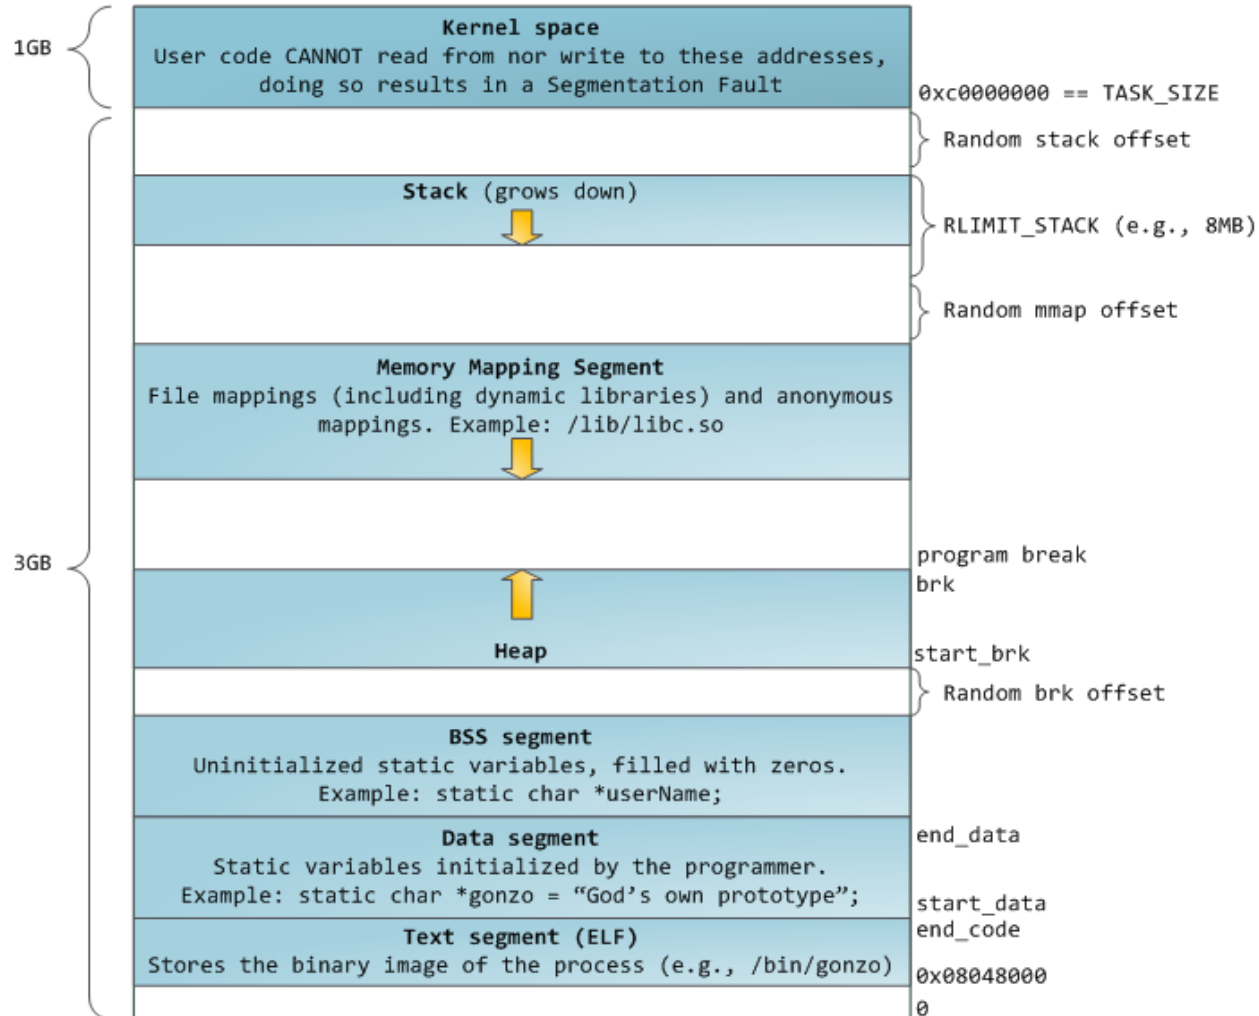 Kernel space
1GB
User code CANNOT read from nor write to these addresses,
doing so results in a Segmentation Fault
0xc0000000 == TASK_SIZE
Random stack offset
Stack (grows down)
RLIMIT_STACK (e.g., 8MB)
Random mmap offset
Memory Mapping Segment
File mappings (including dynamic libraries) and anonymous
mappings. Example: /lib/libc.so
3GB
program break
brk
Heap
start_brk
Random brk offset
BSS segment
Uninitialized static variables, filled with zeros.
Example: static char *userName;
Data segment
end_data
Static variables initialized by the programmer.
Example: static char *gonzo = “God’s own prototype”;
start_data
end_code
Text segment (ELF)
Stores the binary image of the process (e.g., /bin/gonzo)
0x08048000
0